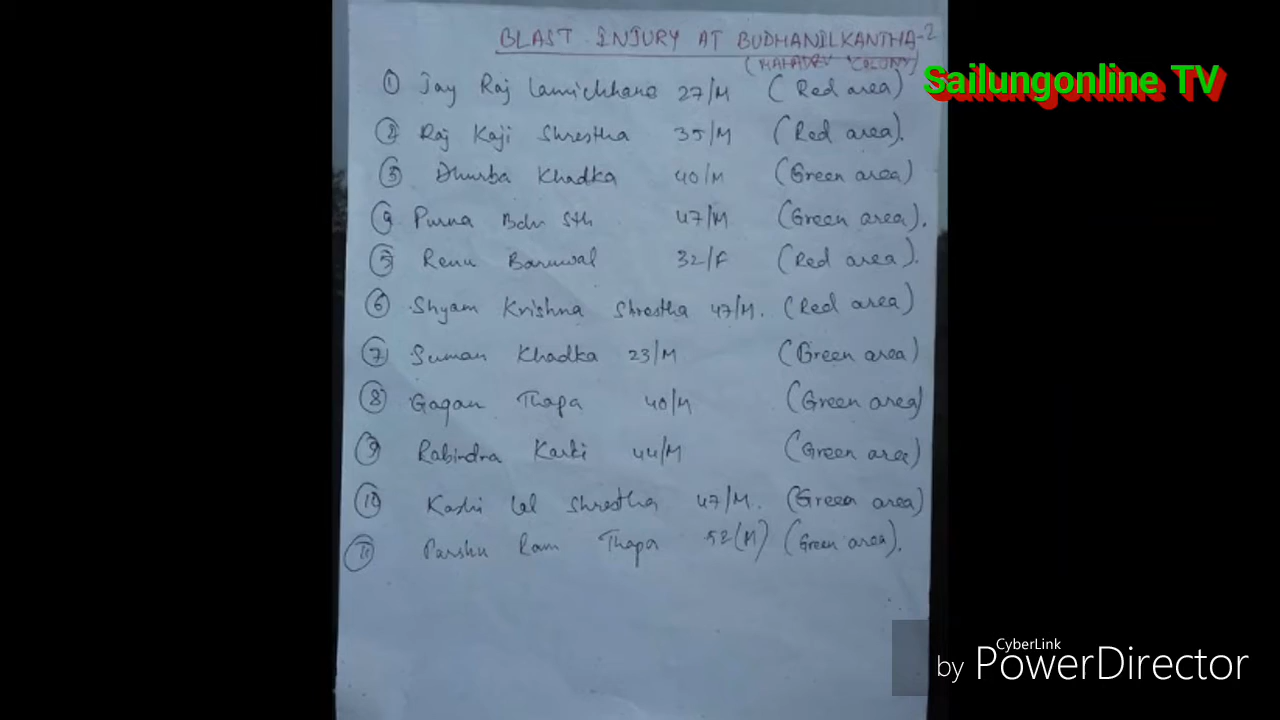 BLAST INJURY AT BUDHANILKANTHA-2
(MAHADEV COLONY)
Sailungonline TV
① Jay Raj Lamichhane 27/M (Red area)
② Raj Kaji Shrestha 35/M (Red area).
③ Dhurba Khadka 40/M (Green area)
④ Purna Bdr Sth 47/M (Green area).
⑤ Renu Baruwal 32/F (Red area).
⑥ Shyam Krishna Shrestha 47/M. (Red area)
⑦ Suman Khadka 23/M (Green area)
⑧ Gagan Thapa 40/M (Green area)
⑨ Rabindra Karki 44/M (Green area)
⑩ Kashi Lal Shrestha 47/M. (Green area)
⑪ Parshu Ram Thapa 52(M) (Green area).
CyberLink
by PowerDirector